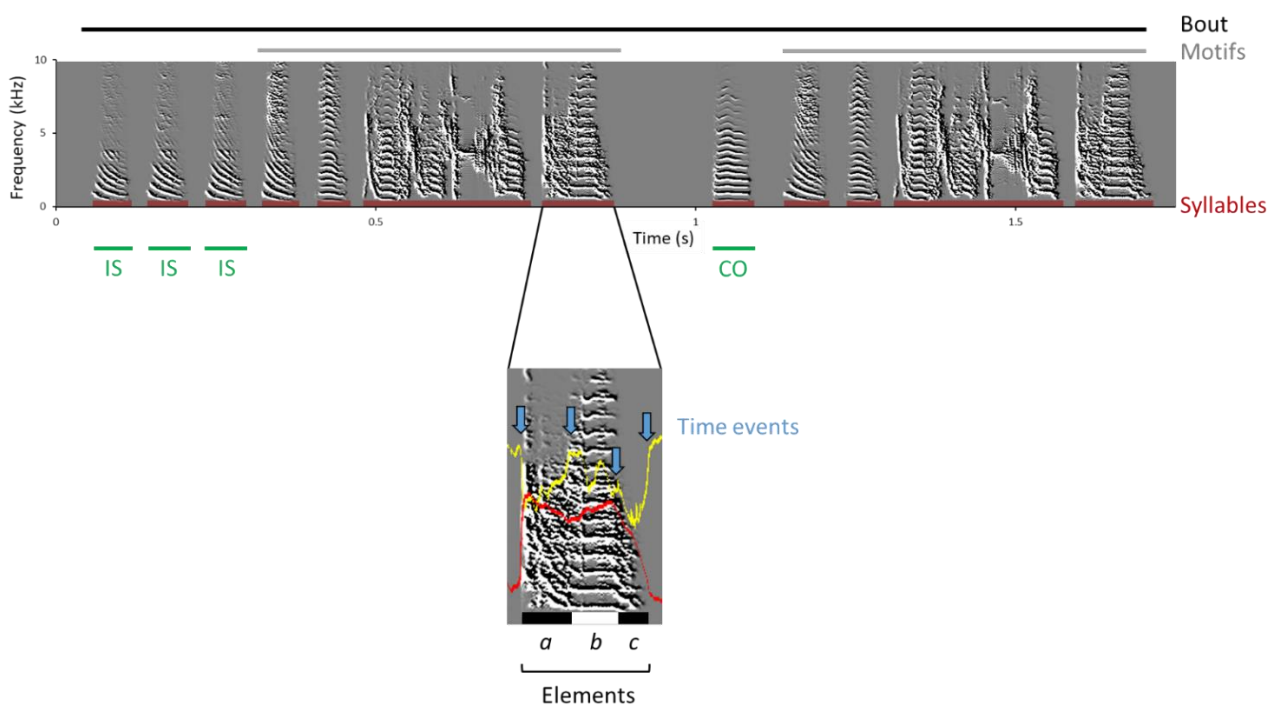 Bout
Motifs
Frequency (kHz)
10
5
0
Syllables
0
0.5
1
1.5
Time (s)
IS
IS
IS
CO
Time events
a
b
c
Elements